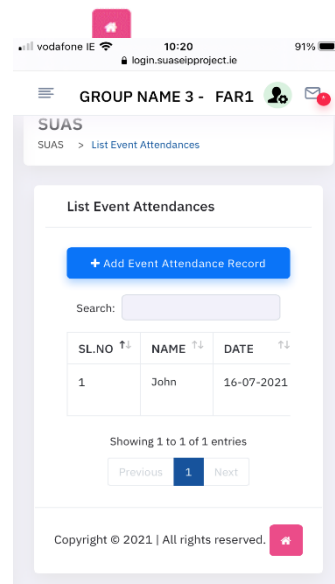 vodafone IE 10:20 91%
login.suaseipproject.ie
GROUP NAME 3 - FAR1
*
SUAS
SUAS > List Event Attendances
List Event Attendances
+ Add Event Attendance Record
Search:
SL.NO NAME DATE
1 John 16-07-2021
Showing 1 to 1 of 1 entries
Previous 1 Next
Copyright © 2021 | All rights reserved.